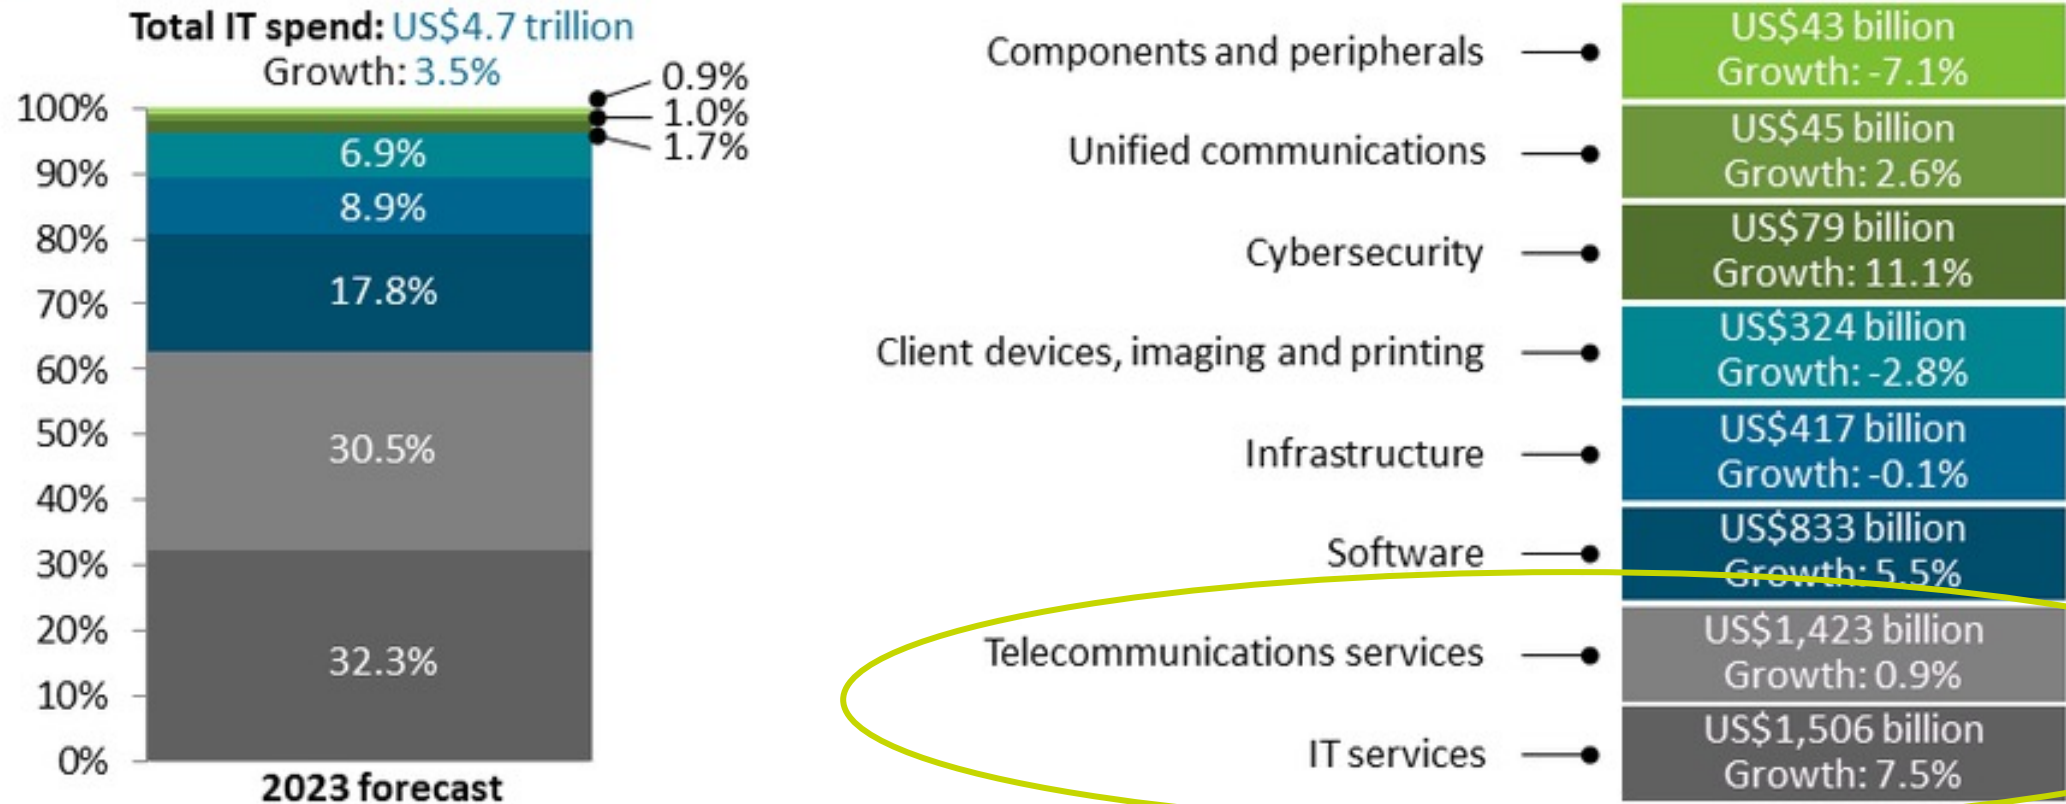 Total IT spend: US$4.7 trillion
Growth: 3.5%
100%
90%
80%
70%
60%
50%
40%
30%
20%
10%
0%
0.9%
1.0%
1.7%
6.9%
8.9%
17.8%
30.5%
32.3%
2023 forecast
Components and peripherals
US$43 billion
Growth: -7.1%
Unified communications
US$45 billion
Growth: 2.6%
Cybersecurity
US$79 billion
Growth: 11.1%
Client devices, imaging and printing
US$324 billion
Growth: -2.8%
Infrastructure
US$417 billion
Growth: -0.1%
Software
US$833 billion
Growth: 5.5%
Telecommunications services
US$1,423 billion
Growth: 0.9%
IT services
US$1,506 billion
Growth: 7.5%